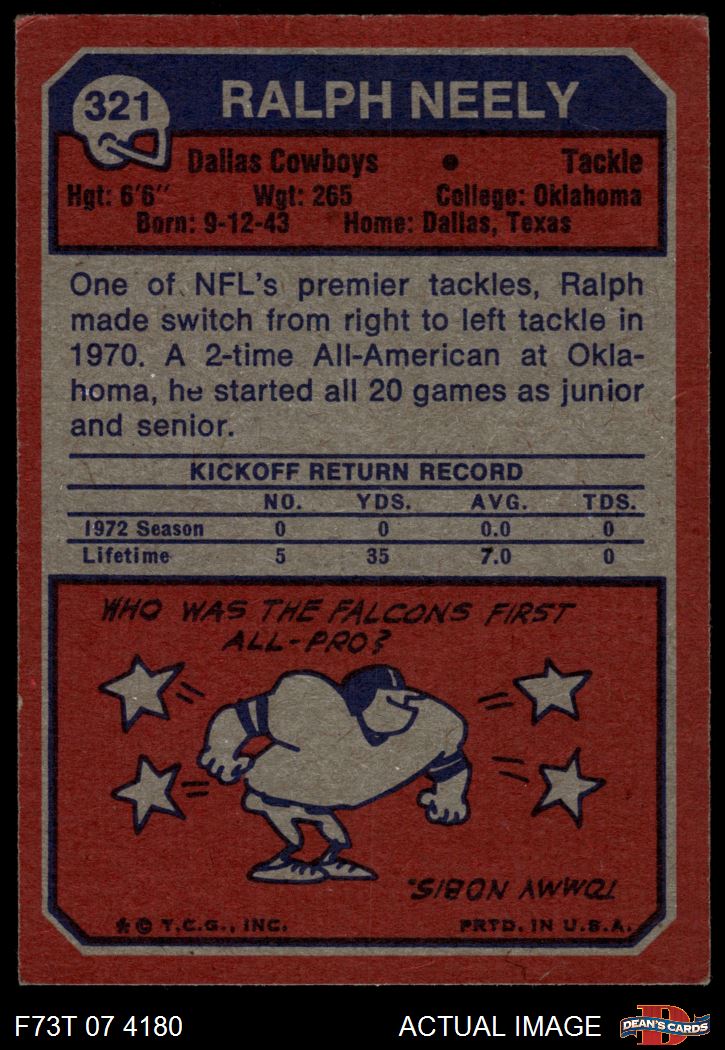 321
RALPH NEELY
Dallas Cowboys • Tackle
Hgt: 6'6" Wgt: 265 College: Oklahoma
Born: 9-12-43 Home: Dallas, Texas
One of NFL's premier tackles, Ralph
made switch from right to left tackle in
1970. A 2-time All-American at Okla-
homa, he started all 20 games as junior
and senior.
KICKOFF RETURN RECORD
NO. YDS. AVG. TDS.
1972 Season 0 0 0.0 0
Lifetime 5 35 7.0 0
WHO WAS THE FALCONS FIRST
ALL-PRO?
TOMMY NOBIS.
* © T.C.G., INC. PRTD. IN U.S.A.
F73T 07 4180 ACTUAL IMAGE
D
DEAN'S CARDS